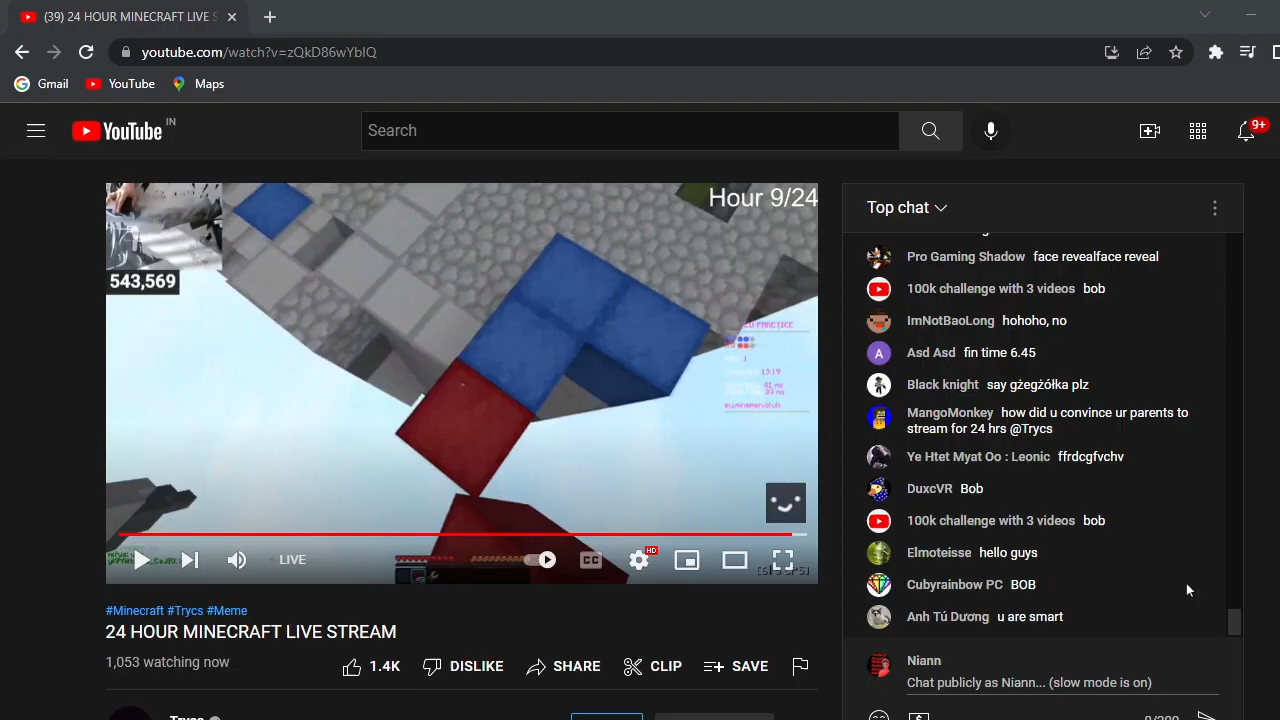 (39) 24 HOUR MINECRAFT LIVE S
youtube.com/watch?v=zQkD86wYbIQ
Gmail
YouTube
Maps
YouTube IN
Search
9+
Hour 9/24
543,569
Top chat
Pro Gaming Shadow face revealface reveal
100k challenge with 3 videos bob
ImNotBaoLong hohoho, no
A Asd Asd fin time 6.45
Black knight say gżegżółka plz
MangoMonkey how did u convince ur parents to
stream for 24 hrs @Trycs
Ye Htet Myat Oo : Leonic ffrdcgfvchv
DuxcVR Bob
100k challenge with 3 videos bob
Elmoteisse hello guys
Cubyrainbow PC BOB
Anh Tú Dương u are smart
Niann
Chat publicly as Niann... (slow mode is on)
LIVE
CC
HD
#Minecraft #Trycs #Meme
24 HOUR MINECRAFT LIVE STREAM
1,053 watching now
1.4K
DISLIKE
SHARE
CLIP
SAVE
Trycs